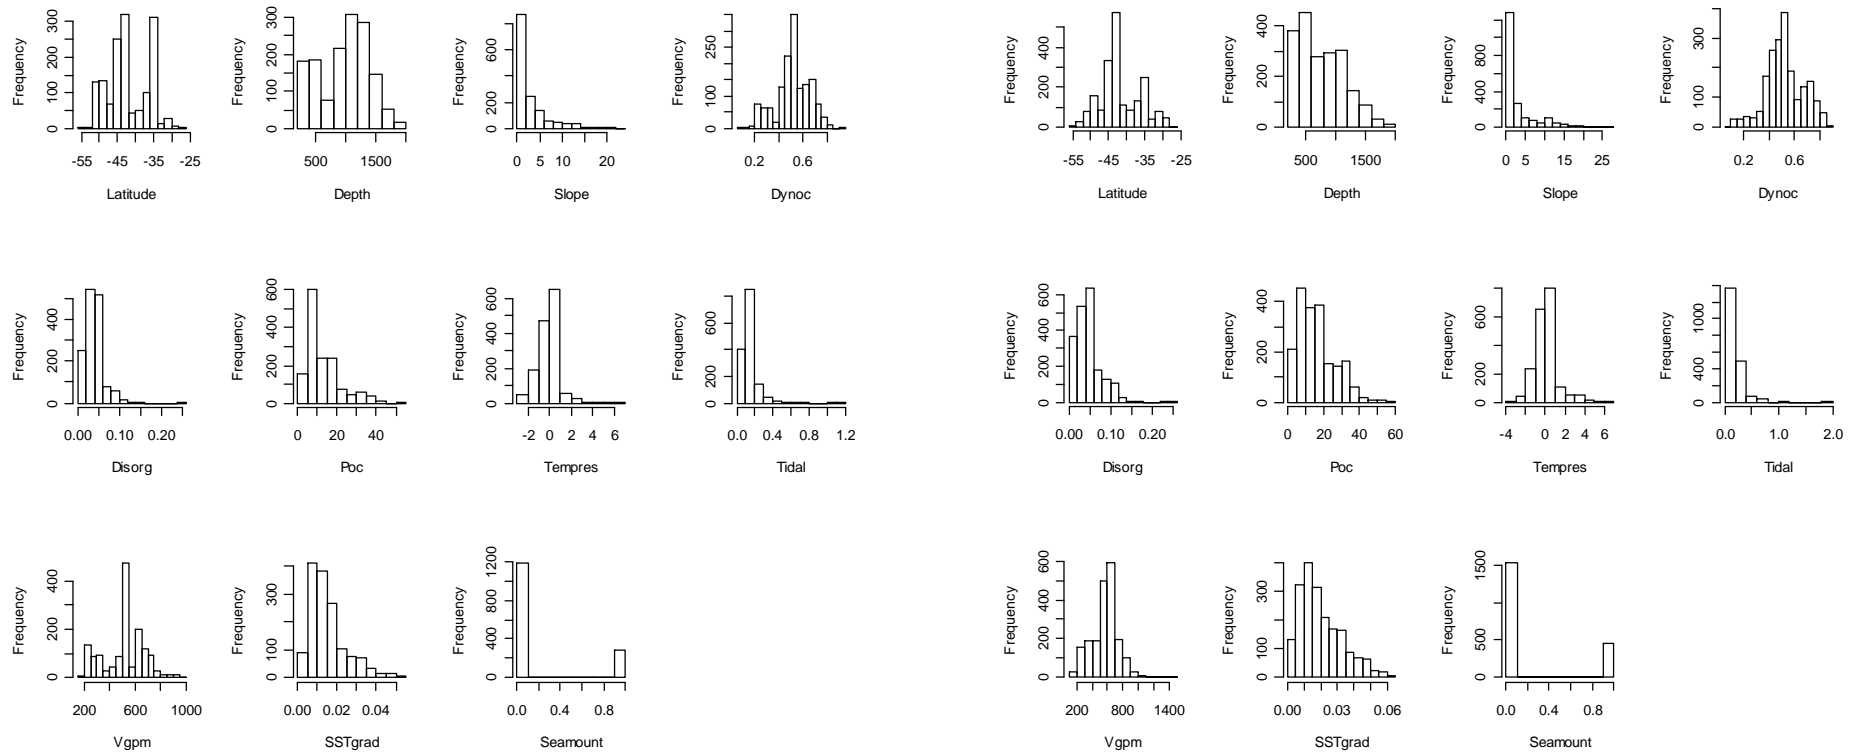 Frequency
0 100 200 300
-55 -45 -35 -25
Latitude
Frequency
0 50 150 300
500 1500
Depth
Frequency
0 200 600
0 5 10 20
Slope
Frequency
0 100 250
0.2 0.6
Dynoc
Frequency
0 200 400
-55 -45 -35 -25
Latitude
Frequency
0 200 400
500 1500
Depth
Frequency
0 400 800
0 5 15 25
Slope
Frequency
0 100 300
0.2 0.6
Dynoc
Frequency
0 200 400
0.00 0.10 0.20
Disorg
Frequency
0 200 400 600
0 20 40
Poc
Frequency
0 200 400 600
-2 0 2 4 6
Tempres
Frequency
0 200 600
0.0 0.4 0.8 1.2
Tidal
Frequency
0 200 400 600
0.00 0.10 0.20
Disorg
Frequency
0 200 400
0 20 40 60
Poc
Frequency
0 200 600
-4 0 2 4 6
Tempres
Frequency
0 400 1000
0.0 1.0 2.0
Tidal
Frequency
0 200 400
200 600 1000
Vgpm
Frequency
0 100 300
0.00 0.02 0.04
SSTgrad
Frequency
0 400 800 1200
0.0 0.4 0.8
Seamount
Frequency
0 200 400 600
200 800 1400
Vgpm
Frequency
0 100 300
0.00 0.03 0.06
SSTgrad
Frequency
0 500 1500
0.0 0.4 0.8
Seamount